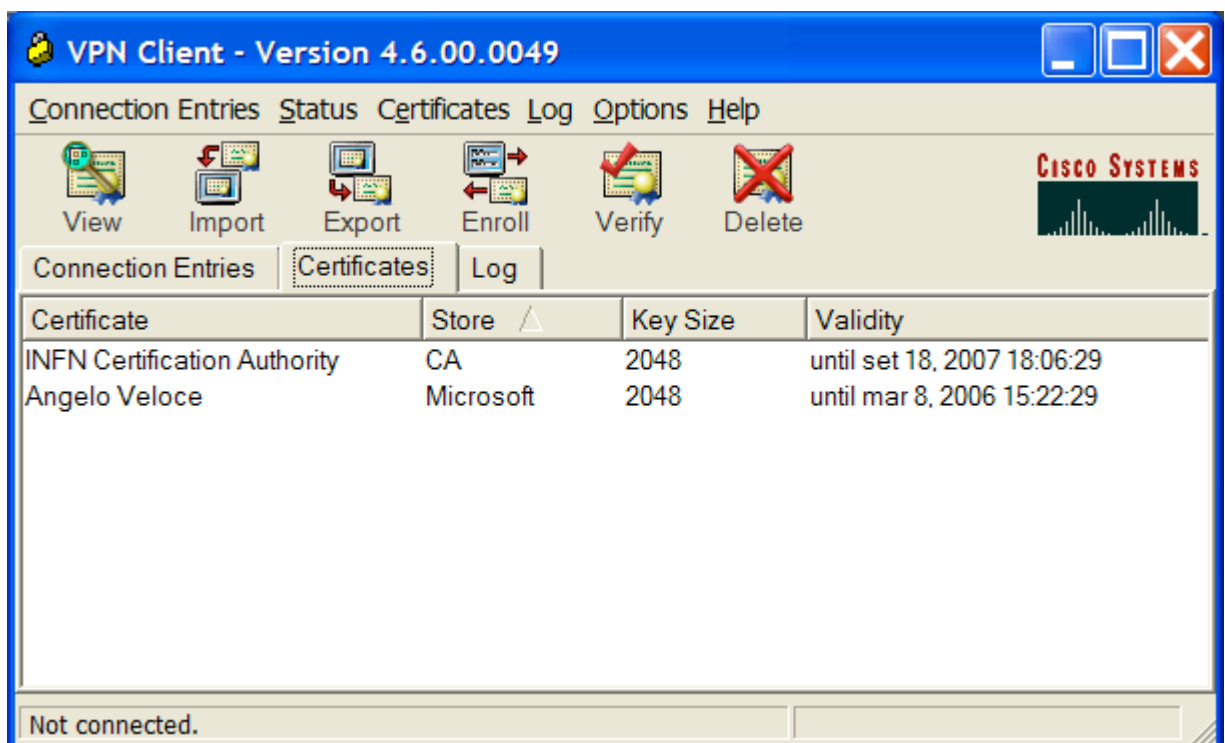 VPN Client - Version 4.6.00.0049
Connection Entries Status Certificates Log Options Help
View Import Export Enroll Verify Delete
CISCO SYSTEMS
Connection Entries Certificates Log
Certificate Store Key Size Validity
INFN Certification Authority CA 2048 until set 18, 2007 18:06:29
Angelo Veloce Microsoft 2048 until mar 8, 2006 15:22:29
Not connected.